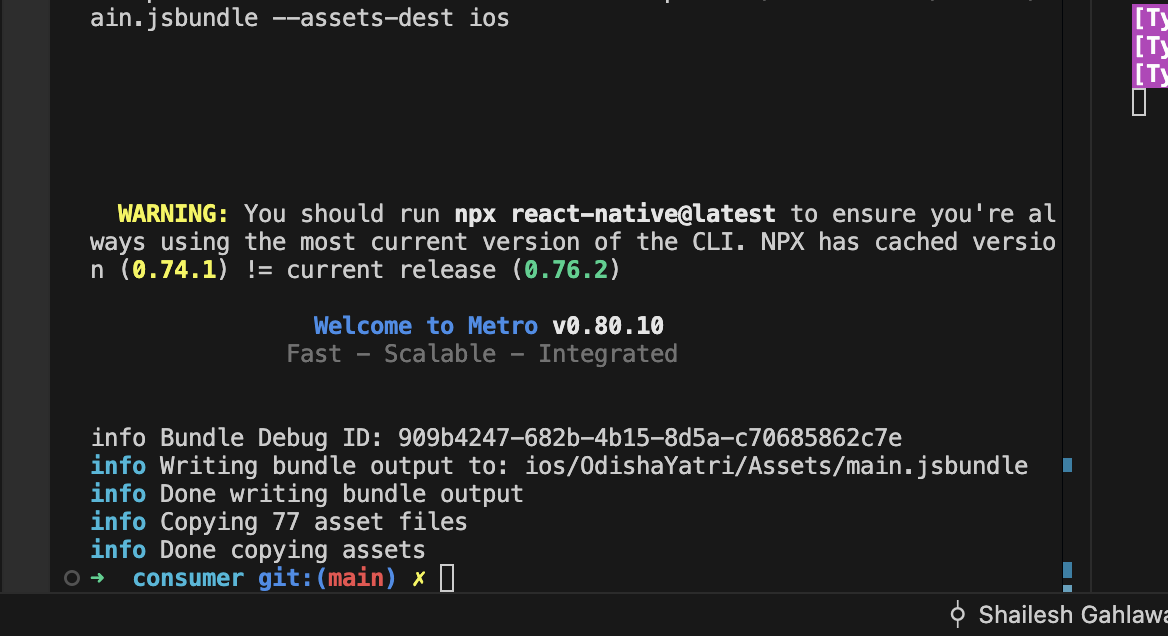 ain.jsbundle --assets-dest ios
[Ty
[Ty
[Ty
WARNING: You should run npx react-native@latest to ensure you're al
ways using the most current version of the CLI. NPX has cached versio
n (0.74.1) != current release (0.76.2)
Welcome to Metro v0.80.10
Fast - Scalable - Integrated
info Bundle Debug ID: 909b4247-682b-4b15-8d5a-c70685862c7e
info Writing bundle output to: ios/OdishaYatri/Assets/main.jsbundle
info Done writing bundle output
info Copying 77 asset files
info Done copying assets
➜ consumer git:(main) ✗
Shailesh Gahlawa